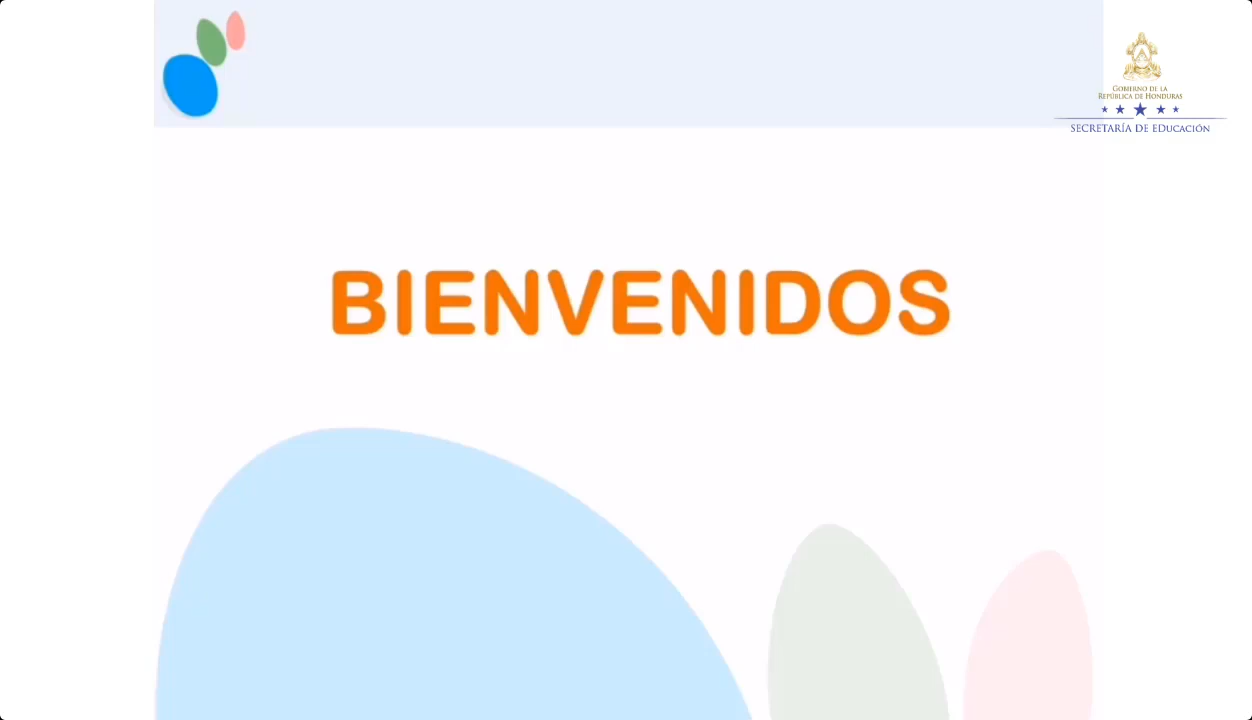 GOBIERNO DE LA
REPÚBLICA DE HONDURAS
SECRETARÍA DE EDUCACIÓN
BIENVENIDOS